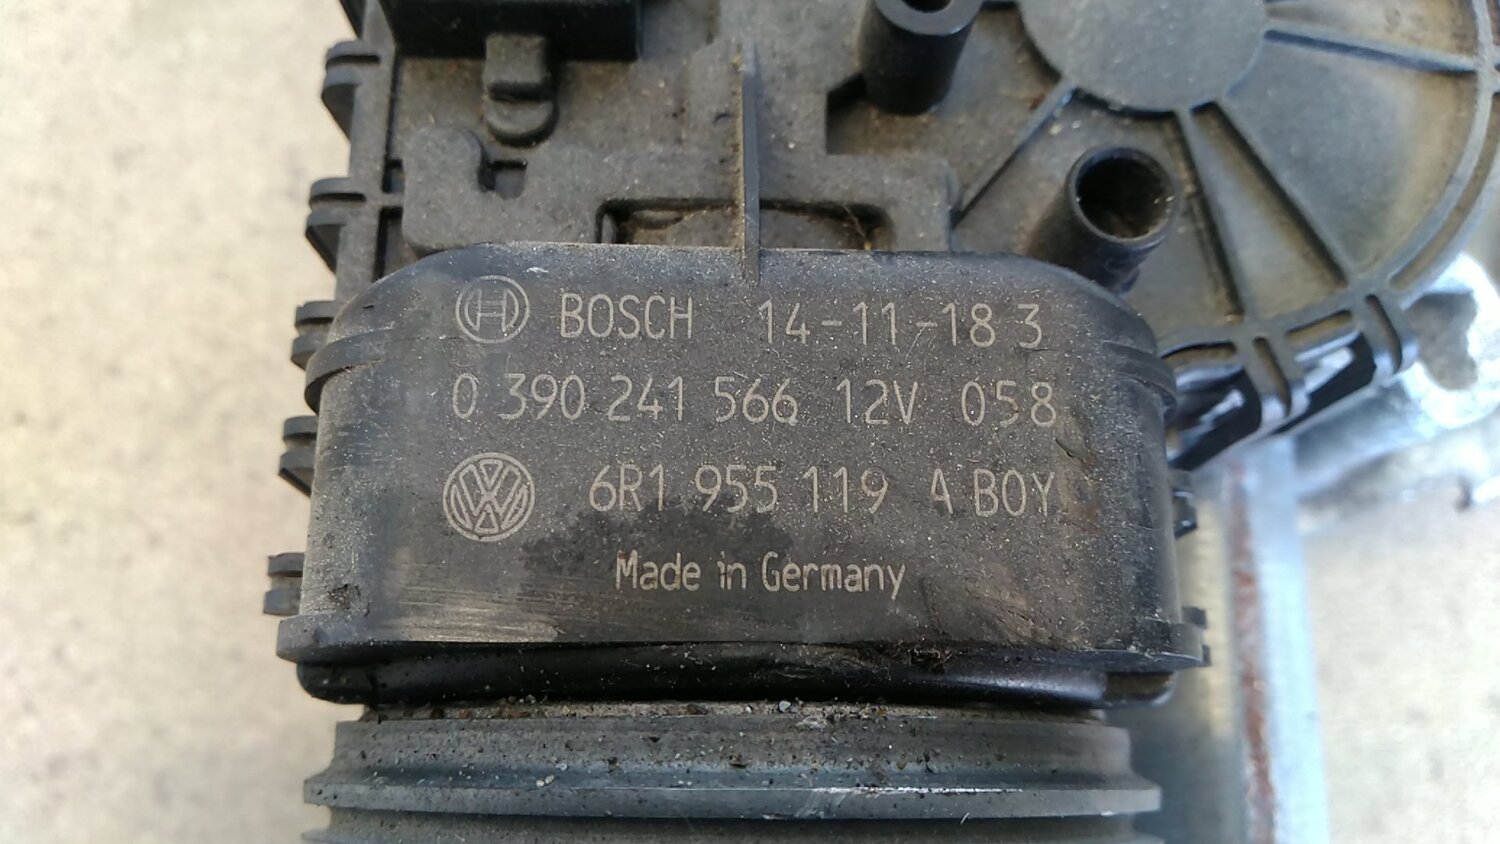 BOSCH 14-11-18 3
0 390 241 566 12V 058
6R1 955 119 A BOY
Made in Germany